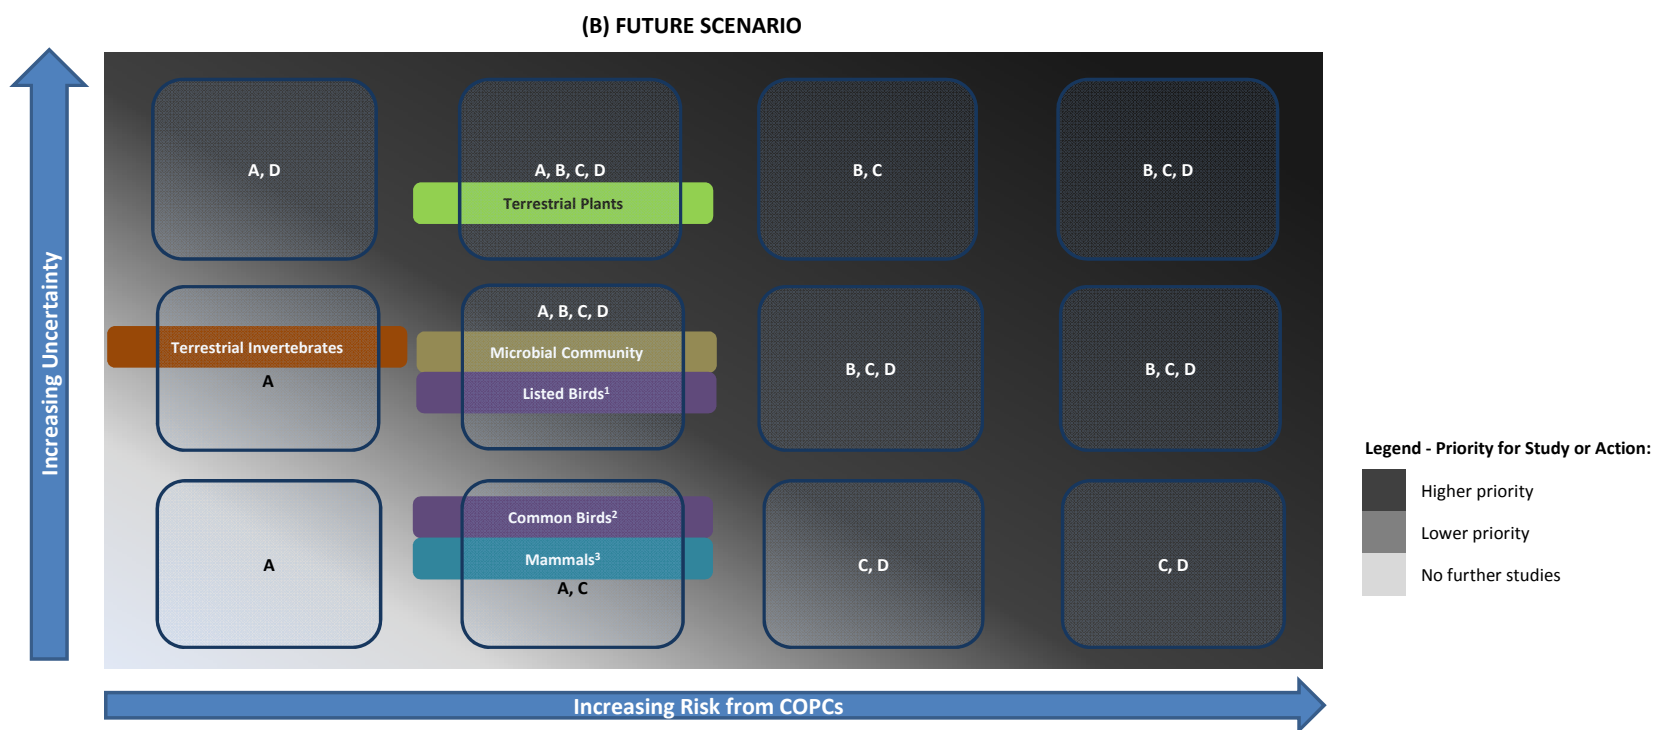 (B) FUTURE SCENARIO
Increasing Uncertainty
A, D
A, B, C, D
Terrestrial Plants
B, C
B, C, D
Terrestrial Invertebrates
A
A, B, C, D
Microbial Community
Listed Birds¹
B, C, D
B, C, D
A
Common Birds²
Mammals³
A, C
C, D
C, D
Increasing Risk from COPCs
Legend - Priority for Study or Action:
Higher priority
Lower priority
No further studies